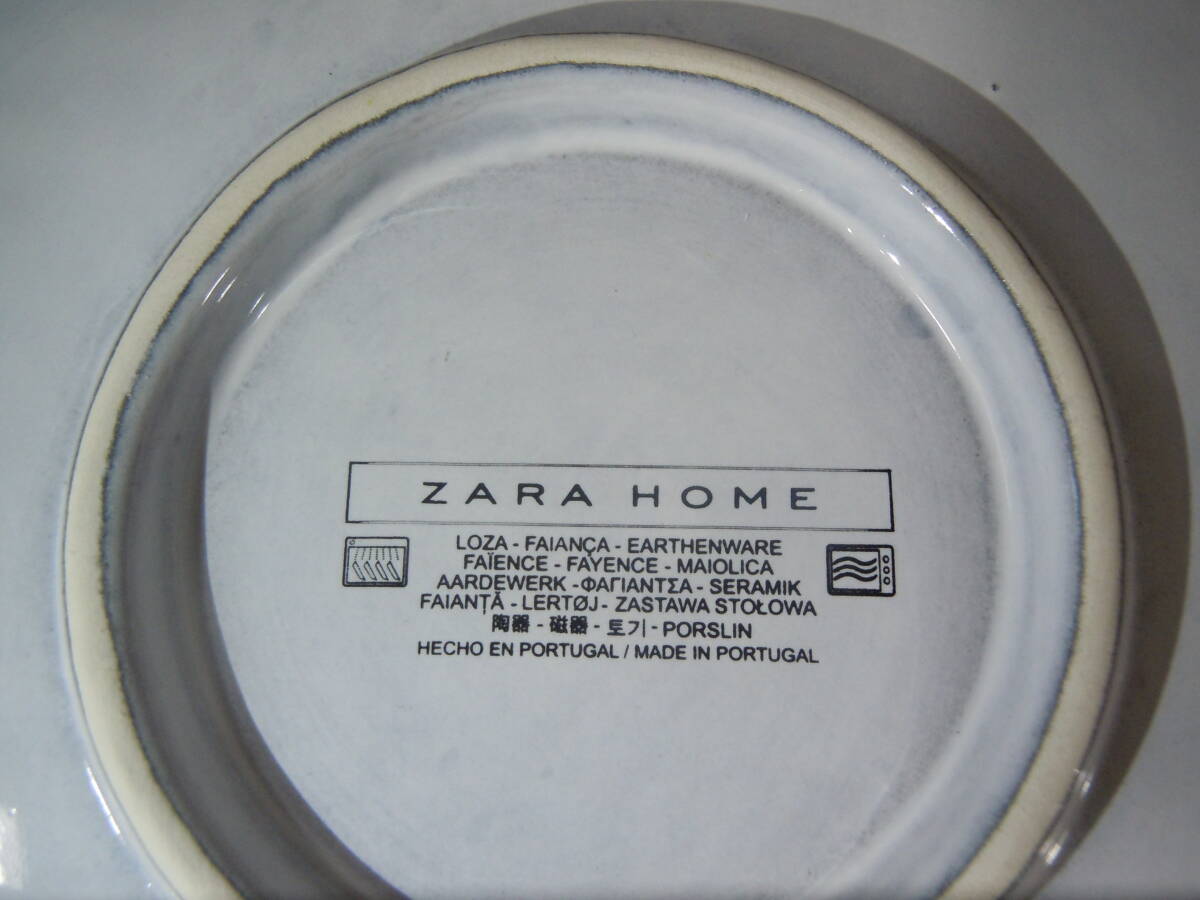 ZARA HOME
LOZA - FAIANÇA - EARTHENWARE
FAÏENCE - FAYENCE - MAIOLICA
AARDEWERK -ΦΑΓΙΑΝΤΣΑ - SERAMIK
FAIANȚĂ - LERTØJ - ZASTAWA STOŁOWA
陶器 - 磁器 - 토기 - PORSLIN
HECHO EN PORTUGAL / MADE IN PORTUGAL